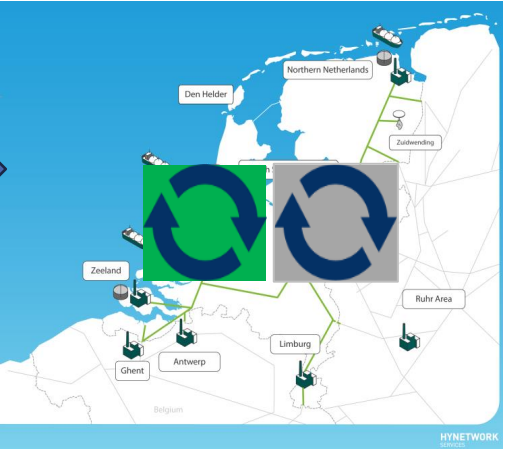 Northern Netherlands
Den Helder
Zuidwending
Zeeland
Ruhr Area
Limburg
Antwerp
Ghent
Belgium
HYNETWORK
SERVICES